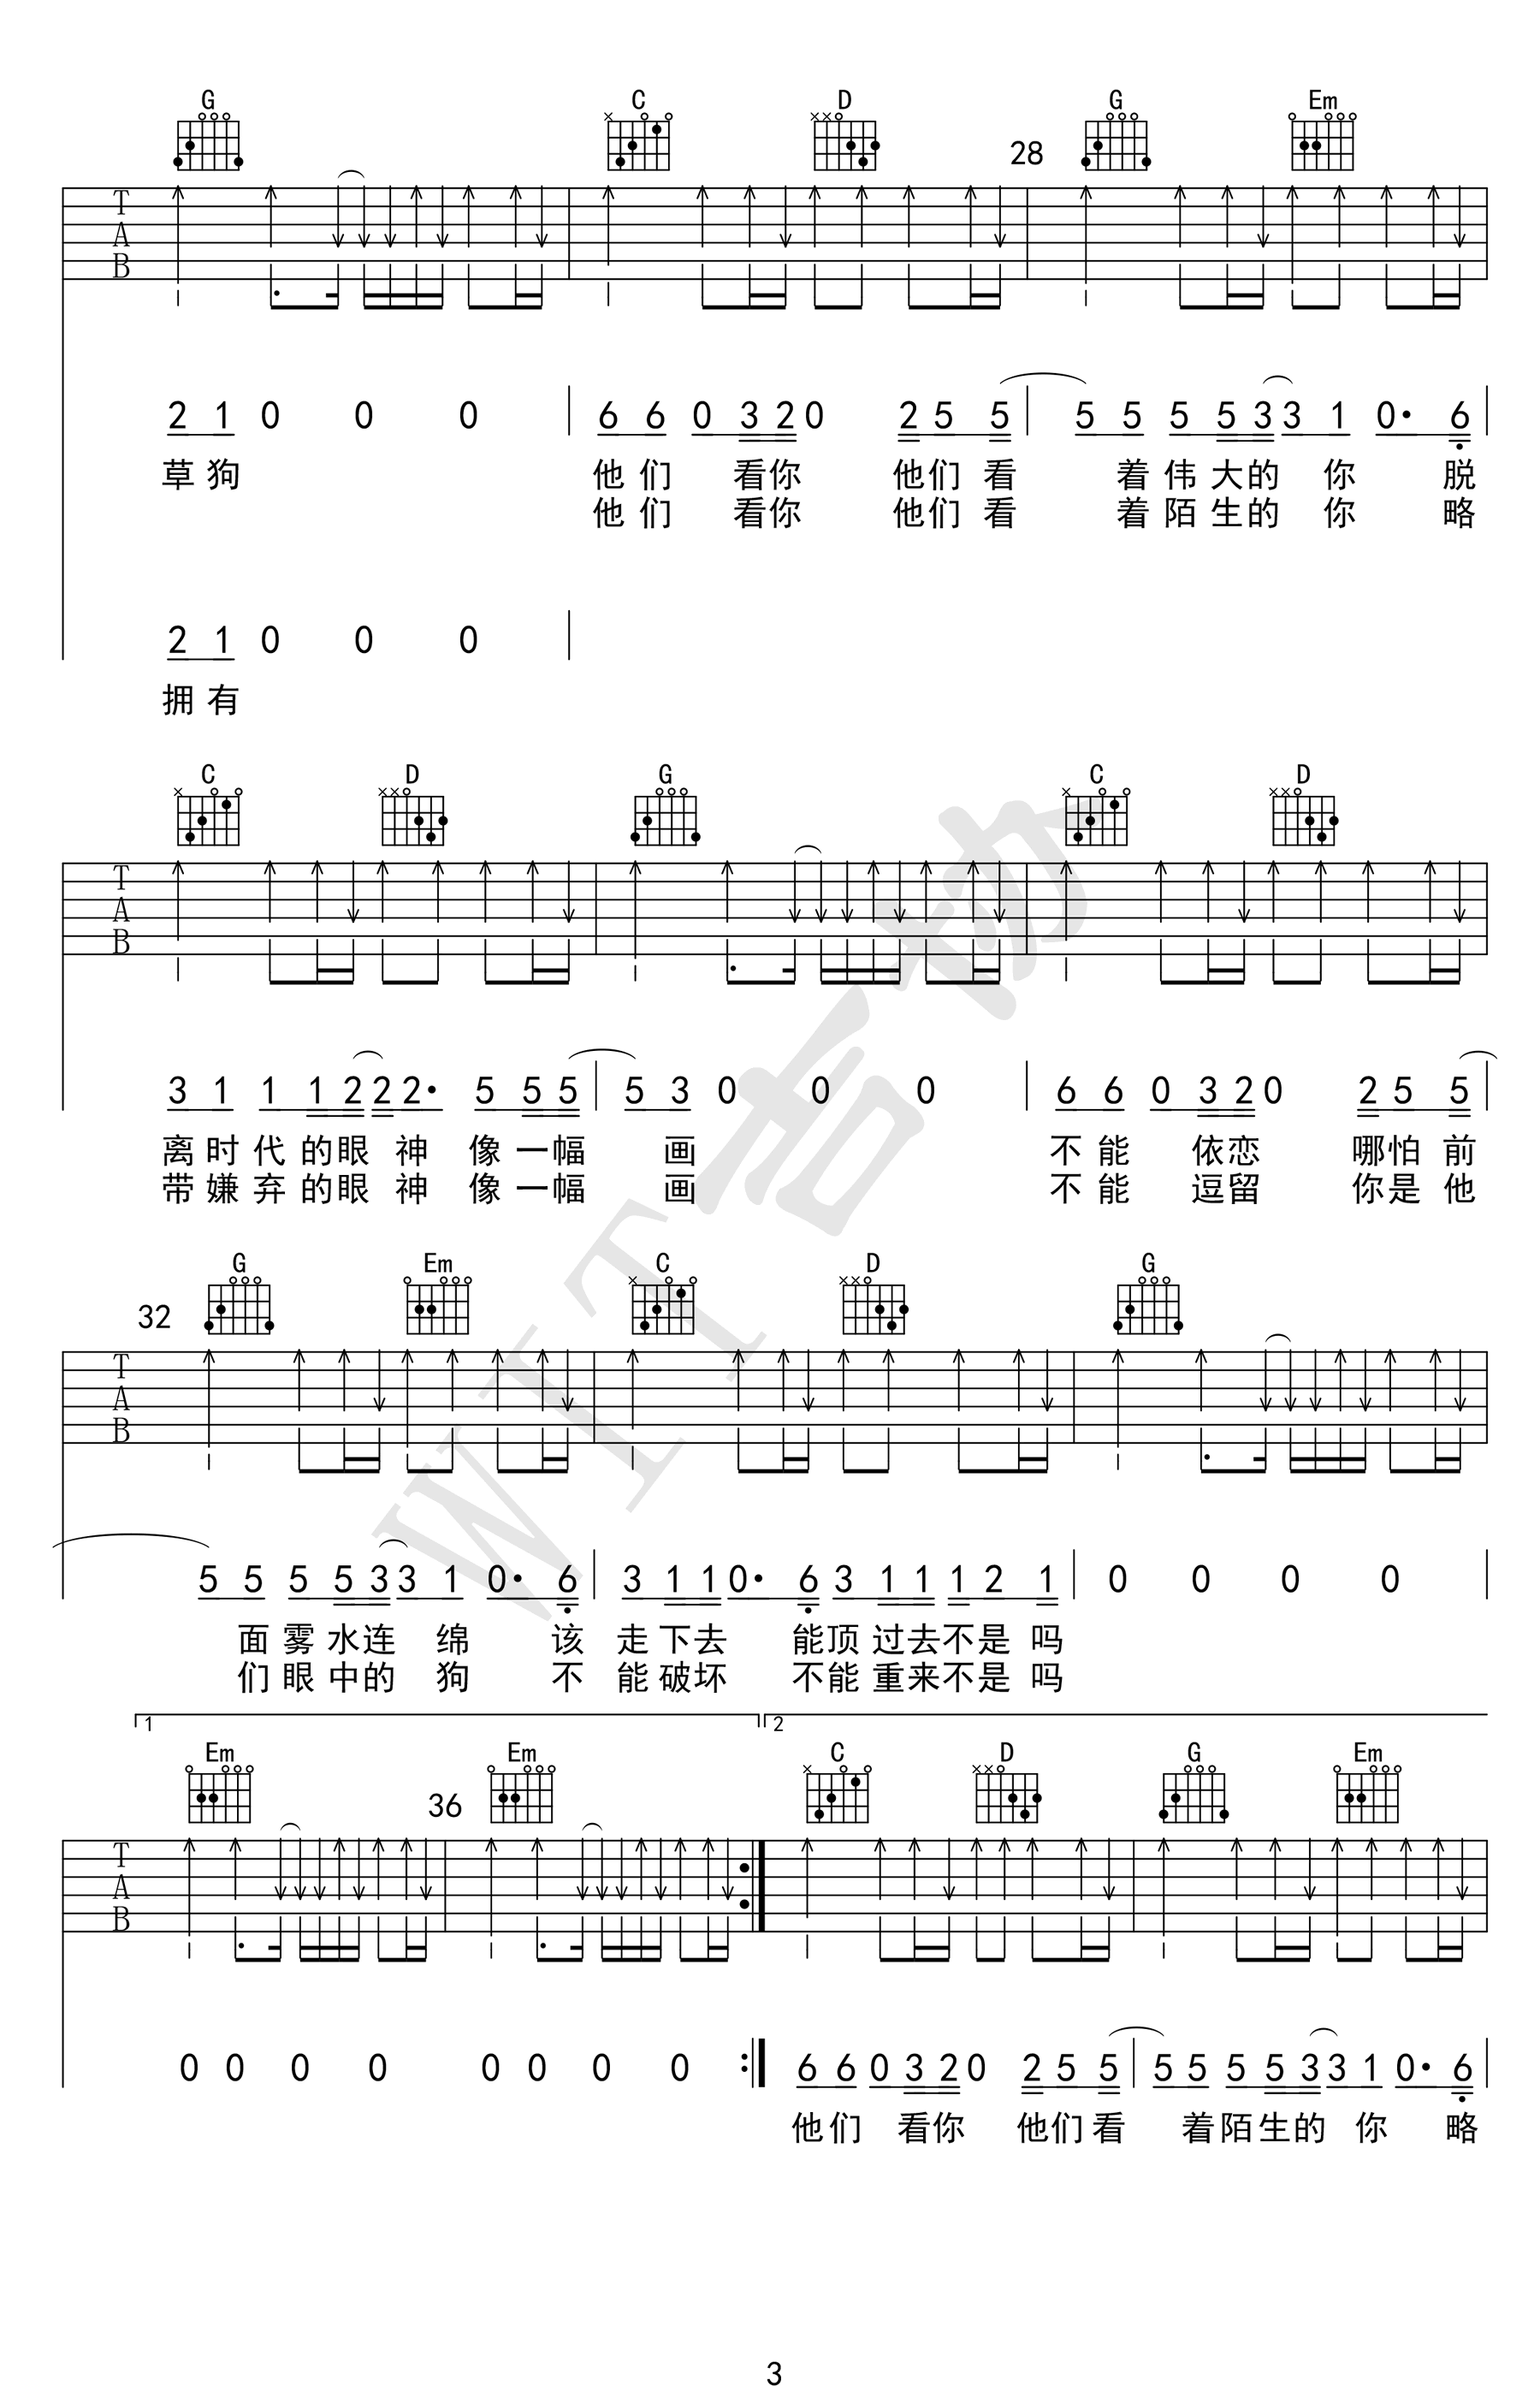 G C D 28 G Em
T
A
B
2 1 0 0 0 6 6 0 3 2 0 2 5 5 5 5 5 5 3 3 1 0· 6
草狗 他们 看你 他们看 着伟大的 你 脱
他们 看你 他们看 着陌生的 你 略
2 1 0 0 0
拥有
C D G C D
T
A
B
3 1 1 1 2 2 2· 5 5 5 5 3 0 0 0 6 6 0 3 2 0 2 5 5
离时代的眼 神 像一幅 画 不能 依恋 哪怕前
带嫌弃的眼 神 像一幅 画 不能 逗留 你是他
32 G Em C D G
T
A
B
5 5 5 5 3 3 1 0· 6 3 1 1 0· 6 3 1 1 1 2 1 0 0 0 0
面雾水连 绵 该 走下去 能顶过去不是吗
们眼中的 狗 不 能破坏 不能重来不是吗
1 2
Em 36 Em C D G Em
T
A
B
0 0 0 0 0 0 0 0 6 6 0 3 2 0 2 5 5 5 5 5 5 3 3 1 0· 6
他们 看你 他们看 着陌生的 你 略
WIT吉协
3